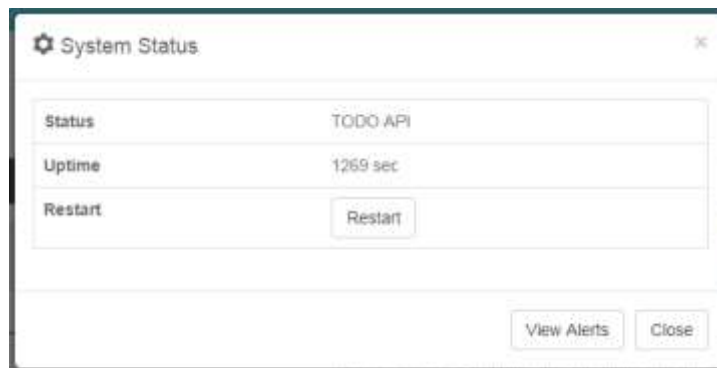 System Status
×
Status TODO API
Uptime 1269 sec
Restart Restart
View Alerts Close